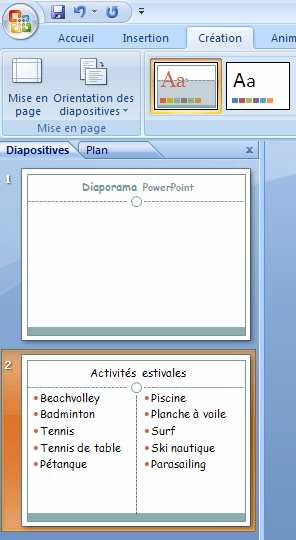 Accueil Insertion Création Anim
Aa Aa
Mise en page Orientation des diapositives
Mise en page
Diapositives Plan x
1
Diaporama PowerPoint
2
Activités estivales
• Beachvolley
• Badminton
• Tennis
• Tennis de table
• Pétanque
• Piscine
• Planche à voile
• Surf
• Ski nautique
• Parasailing